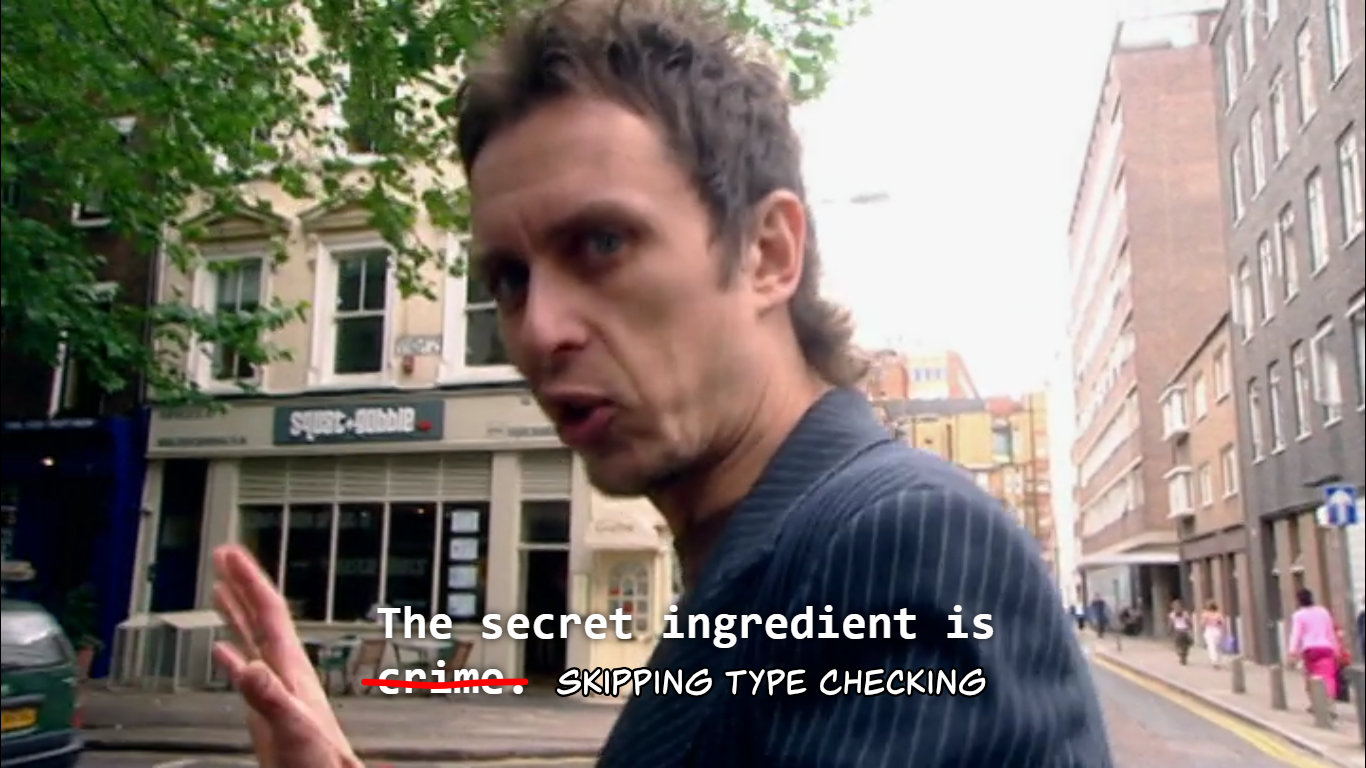 squat+gobble
The secret ingredient is
crime. SKIPPING TYPE CHECKING